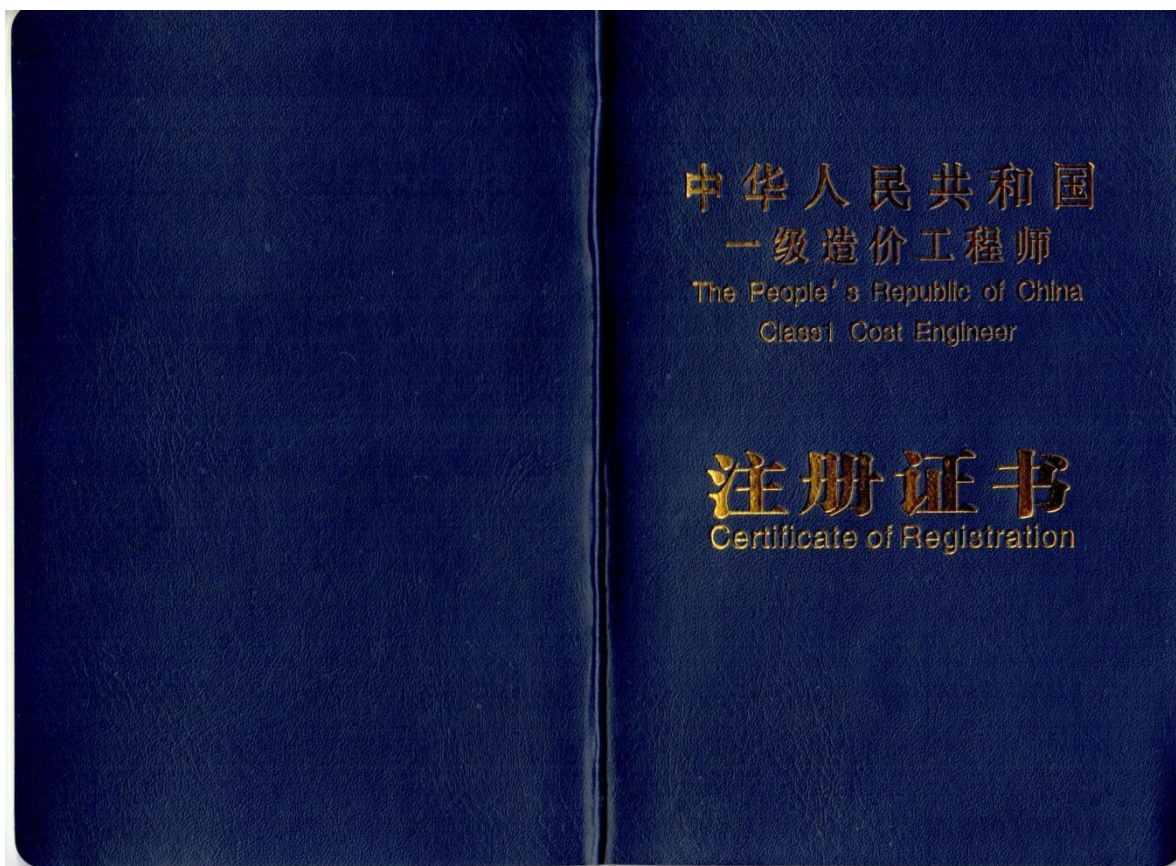 中华人民共和国
一级造价工程师
The People's Republic of China
Class1 Cost Engineer
注册证书
Certificate of Registration